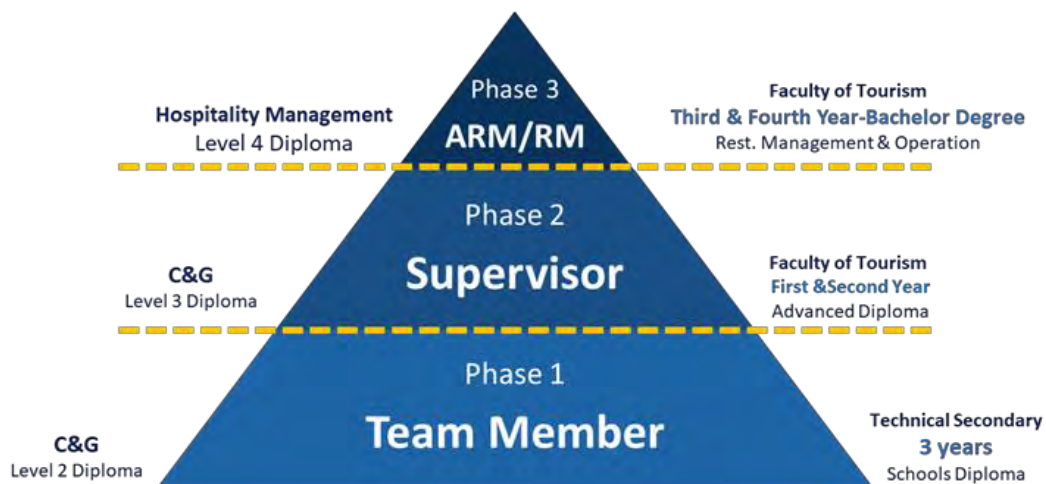 Phase 3
ARM/RM
Hospitality Management
Level 4 Diploma
Faculty of Tourism
Third & Fourth Year-Bachelor Degree
Rest. Management & Operation
Phase 2
Supervisor
C&G
Level 3 Diploma
Faculty of Tourism
First &Second Year
Advanced Diploma
Phase 1
Team Member
C&G
Level 2 Diploma
Technical Secondary
3 years
Schools Diploma